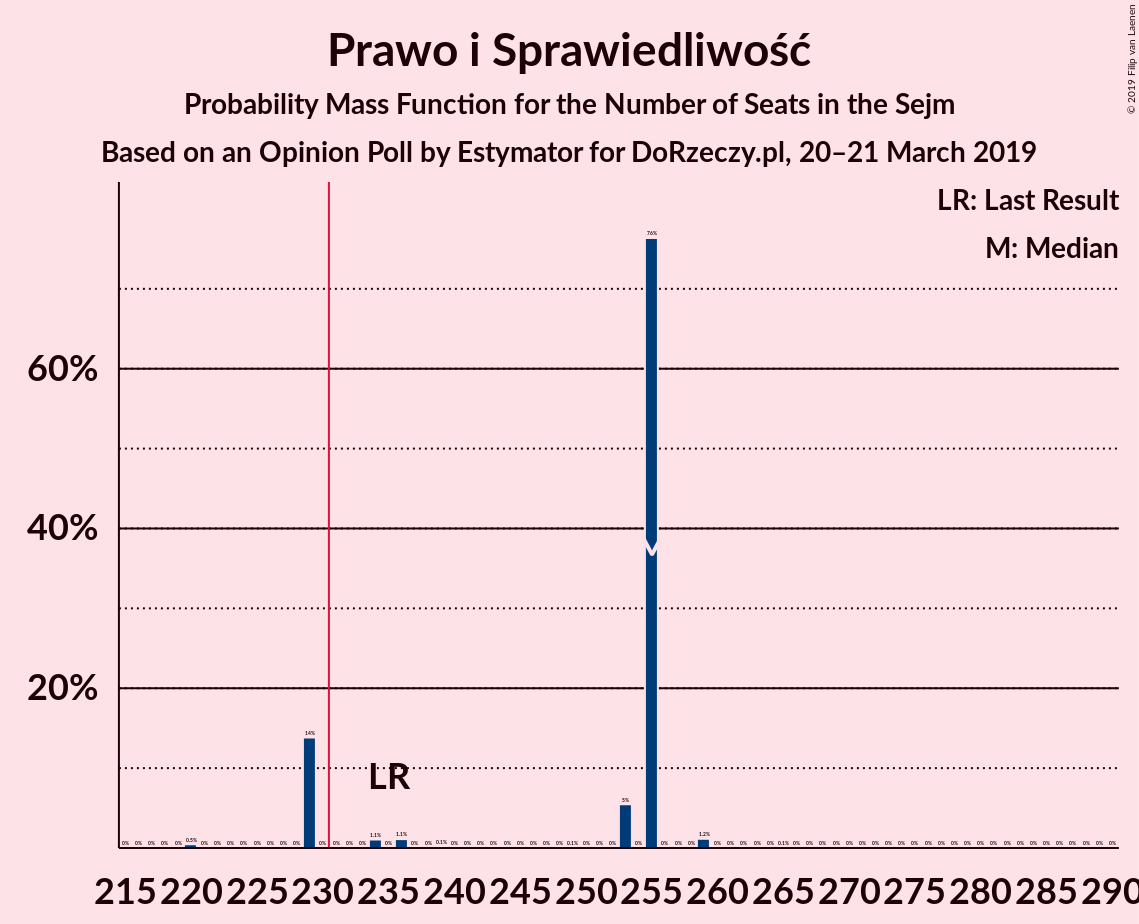 Prawo i Sprawiedliwość
Probability Mass Function for the Number of Seats in the Sejm
Based on an Opinion Poll by Estymator for DoRzeczy.pl, 20–21 March 2019
© 2019 Filip van Laenen
LR: Last Result
M: Median
60%
40%
20%
76%
14%
5%
0.5%
1.1%
1.1%
0.1%
0.1%
1.2%
0.1%
LR
215 220 225 230 235 240 245 250 255 260 265 270 275 280 285 290